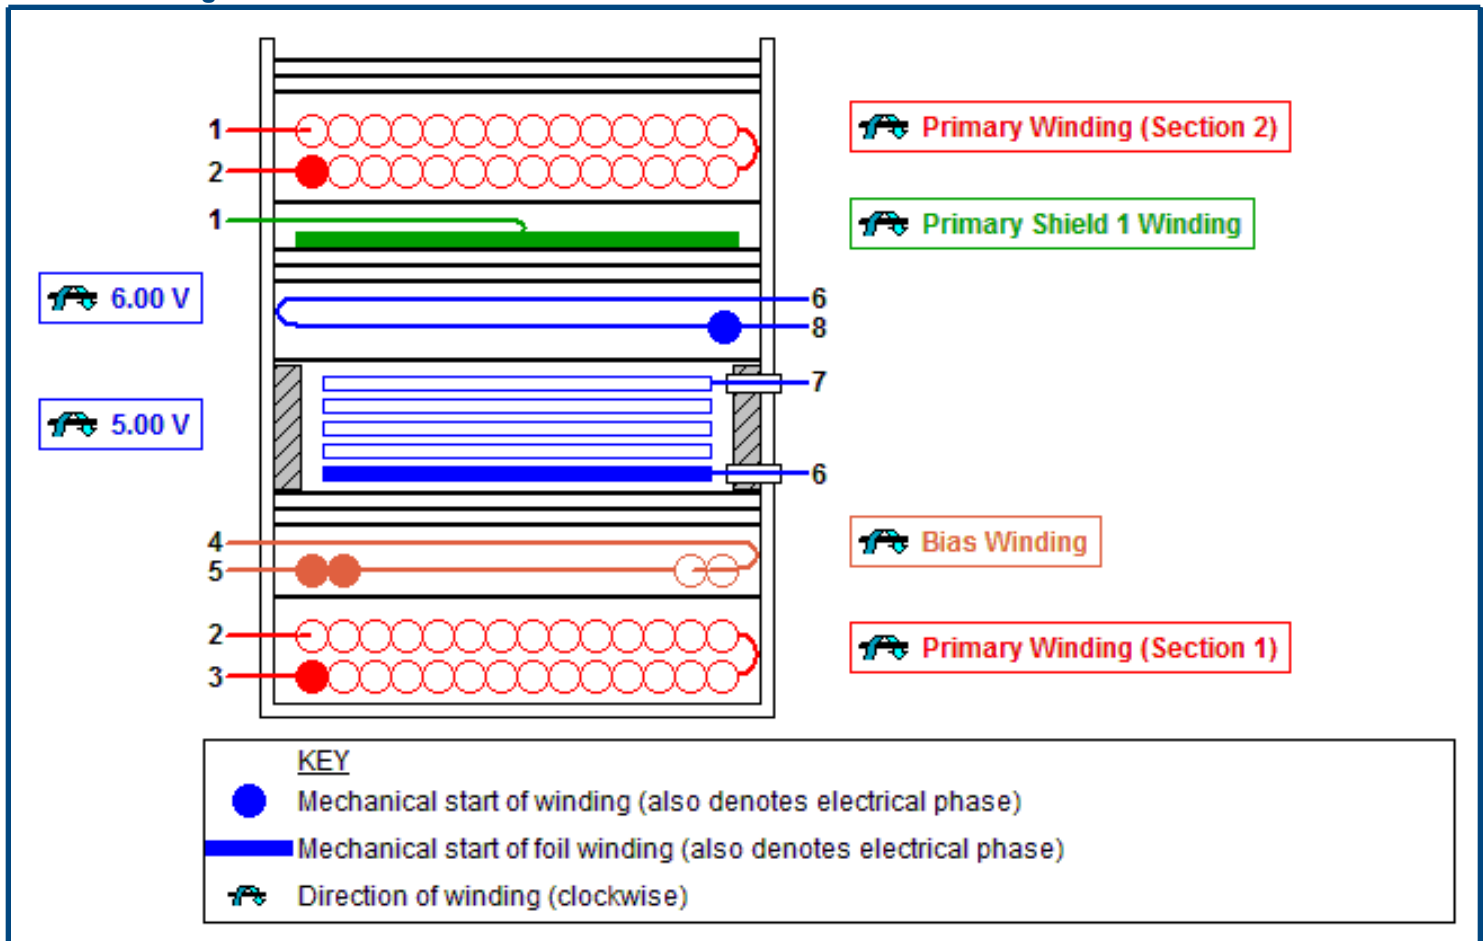 1
Primary Winding (Section 2)
2
1
Primary Shield 1 Winding
6.00 V
6
8
7
5.00 V
6
4
Bias Winding
5
2
Primary Winding (Section 1)
3
KEY
Mechanical start of winding (also denotes electrical phase)
Mechanical start of foil winding (also denotes electrical phase)
Direction of winding (clockwise)